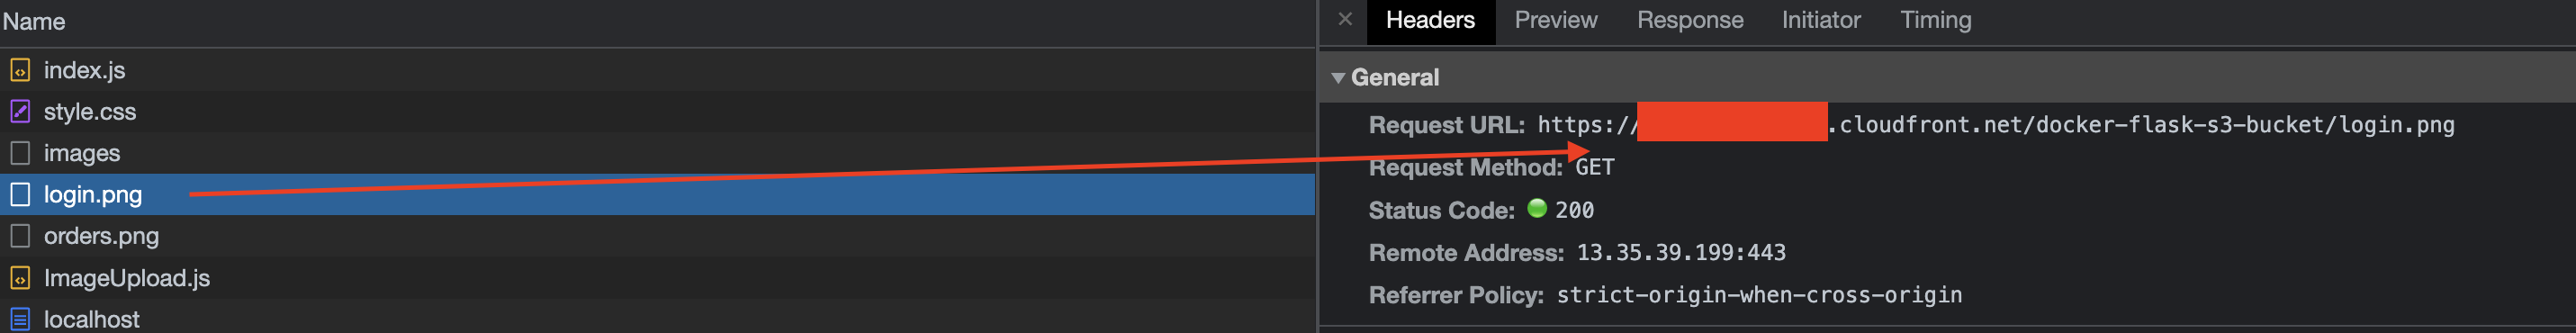 Name
index.js
style.css
images
login.png
orders.png
ImageUpload.js
localhost
× Headers Preview Response Initiator Timing
General
Request URL: https:// .cloudfront.net/docker-flask-s3-bucket/login.png
Request Method: GET
Status Code: 200
Remote Address: 13.35.39.199:443
Referrer Policy: strict-origin-when-cross-origin